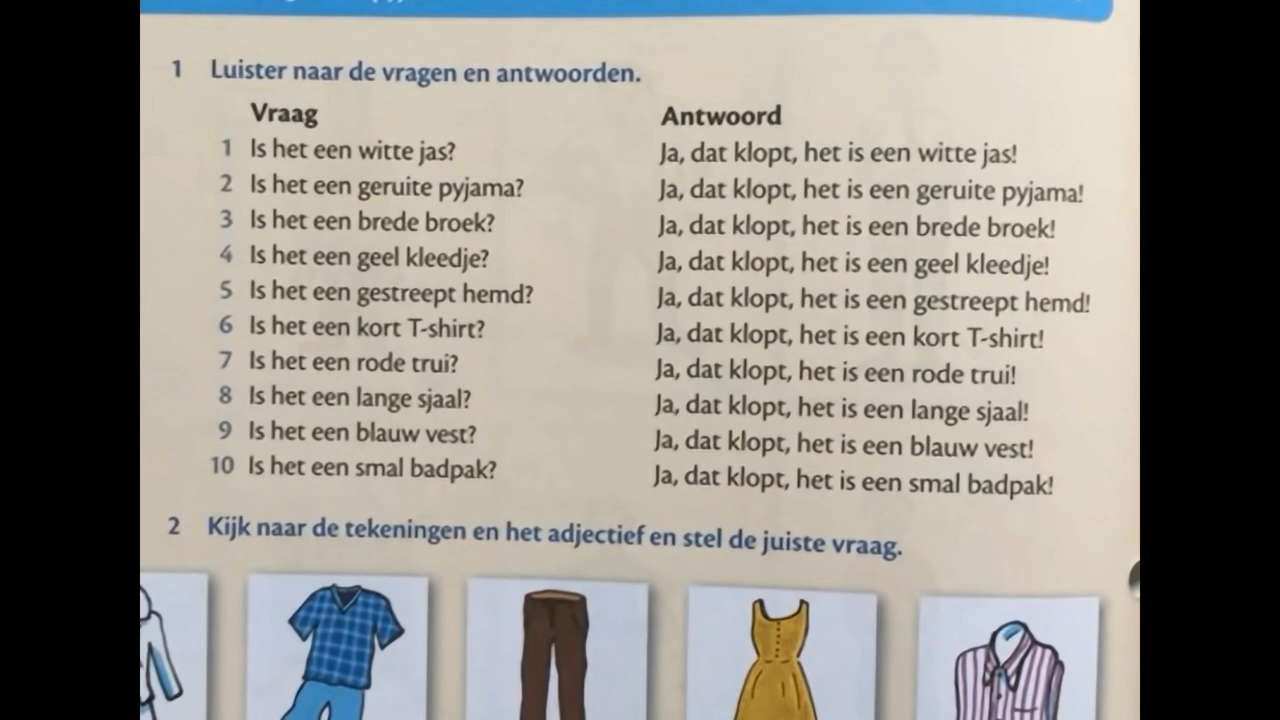 1 Luister naar de vragen en antwoorden.
Vraag Antwoord
1 Is het een witte jas? Ja, dat klopt, het is een witte jas!
2 Is het een geruite pyjama? Ja, dat klopt, het is een geruite pyjama!
3 Is het een brede broek? Ja, dat klopt, het is een brede broek!
4 Is het een geel kleedje? Ja, dat klopt, het is een geel kleedje!
5 Is het een gestreept hemd? Ja, dat klopt, het is een gestreept hemd!
6 Is het een kort T-shirt? Ja, dat klopt, het is een kort T-shirt!
7 Is het een rode trui? Ja, dat klopt, het is een rode trui!
8 Is het een lange sjaal? Ja, dat klopt, het is een lange sjaal!
9 Is het een blauw vest? Ja, dat klopt, het is een blauw vest!
10 Is het een smal badpak? Ja, dat klopt, het is een smal badpak!
2 Kijk naar de tekeningen en het adjectief en stel de juiste vraag.